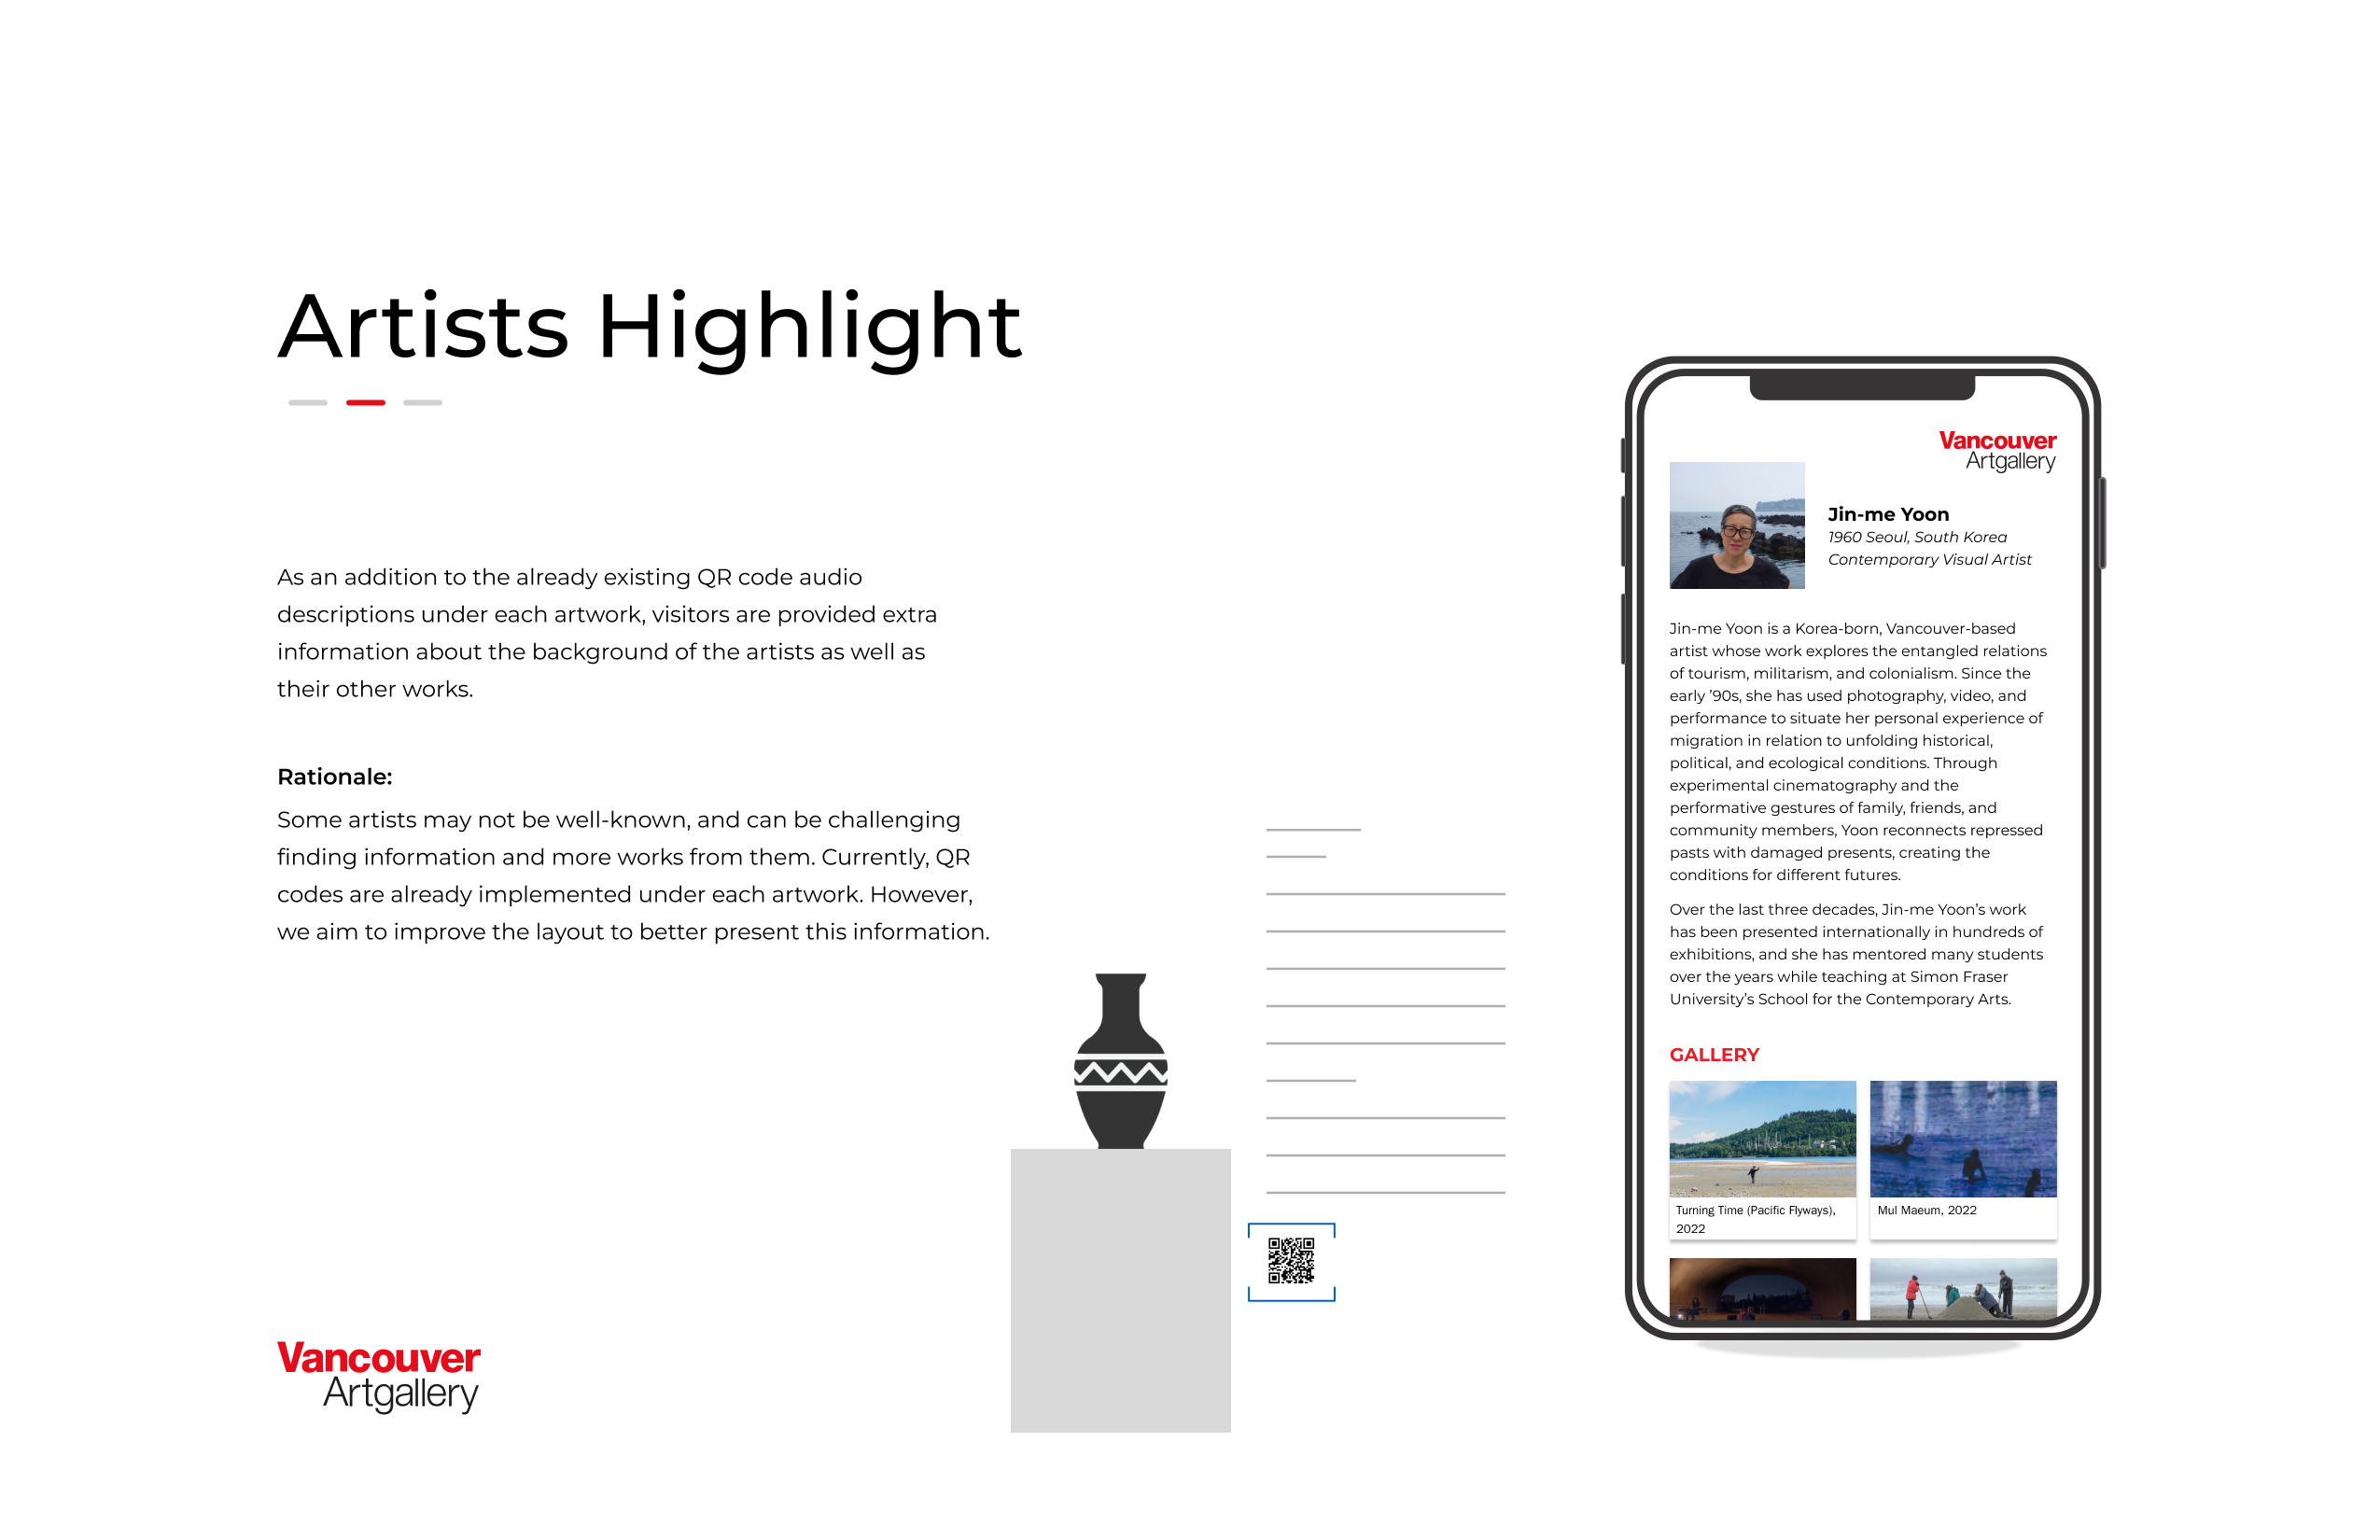 Artists Highlight
As an addition to the already existing QR code audio
descriptions under each artwork, visitors are provided extra
information about the background of the artists as well as
their other works.
Rationale:
Some artists may not be well-known, and can be challenging
finding information and more works from them. Currently, QR
codes are already implemented under each artwork. However,
we aim to improve the layout to better present this information.
Vancouver
Artgallery
Vancouver
Artgallery
Jin-me Yoon
1960 Seoul, South Korea
Contemporary Visual Artist
Jin-me Yoon is a Korea-born, Vancouver-based
artist whose work explores the entangled relations
of tourism, militarism, and colonialism. Since the
early ’90s, she has used photography, video, and
performance to situate her personal experience of
migration in relation to unfolding historical,
political, and ecological conditions. Through
experimental cinematography and the
performative gestures of family, friends, and
community members, Yoon reconnects repressed
pasts with damaged presents, creating the
conditions for different futures.
Over the last three decades, Jin-me Yoon’s work
has been presented internationally in hundreds of
exhibitions, and she has mentored many students
over the years while teaching at Simon Fraser
University’s School for the Contemporary Arts.
GALLERY
Turning Time (Pacific Flyways),
2022
Mul Maeum, 2022